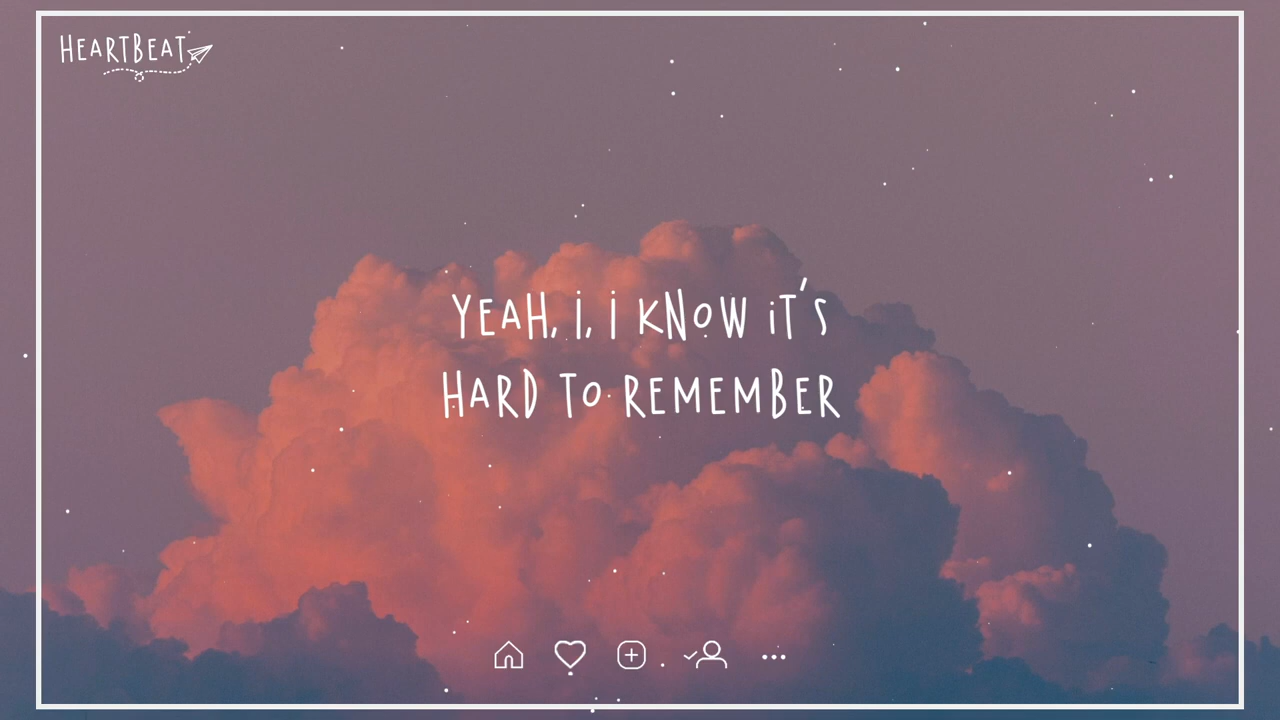 HEARTBEAT
YEAH, i, i KNOW iT'S
HARD TO REMEMBER